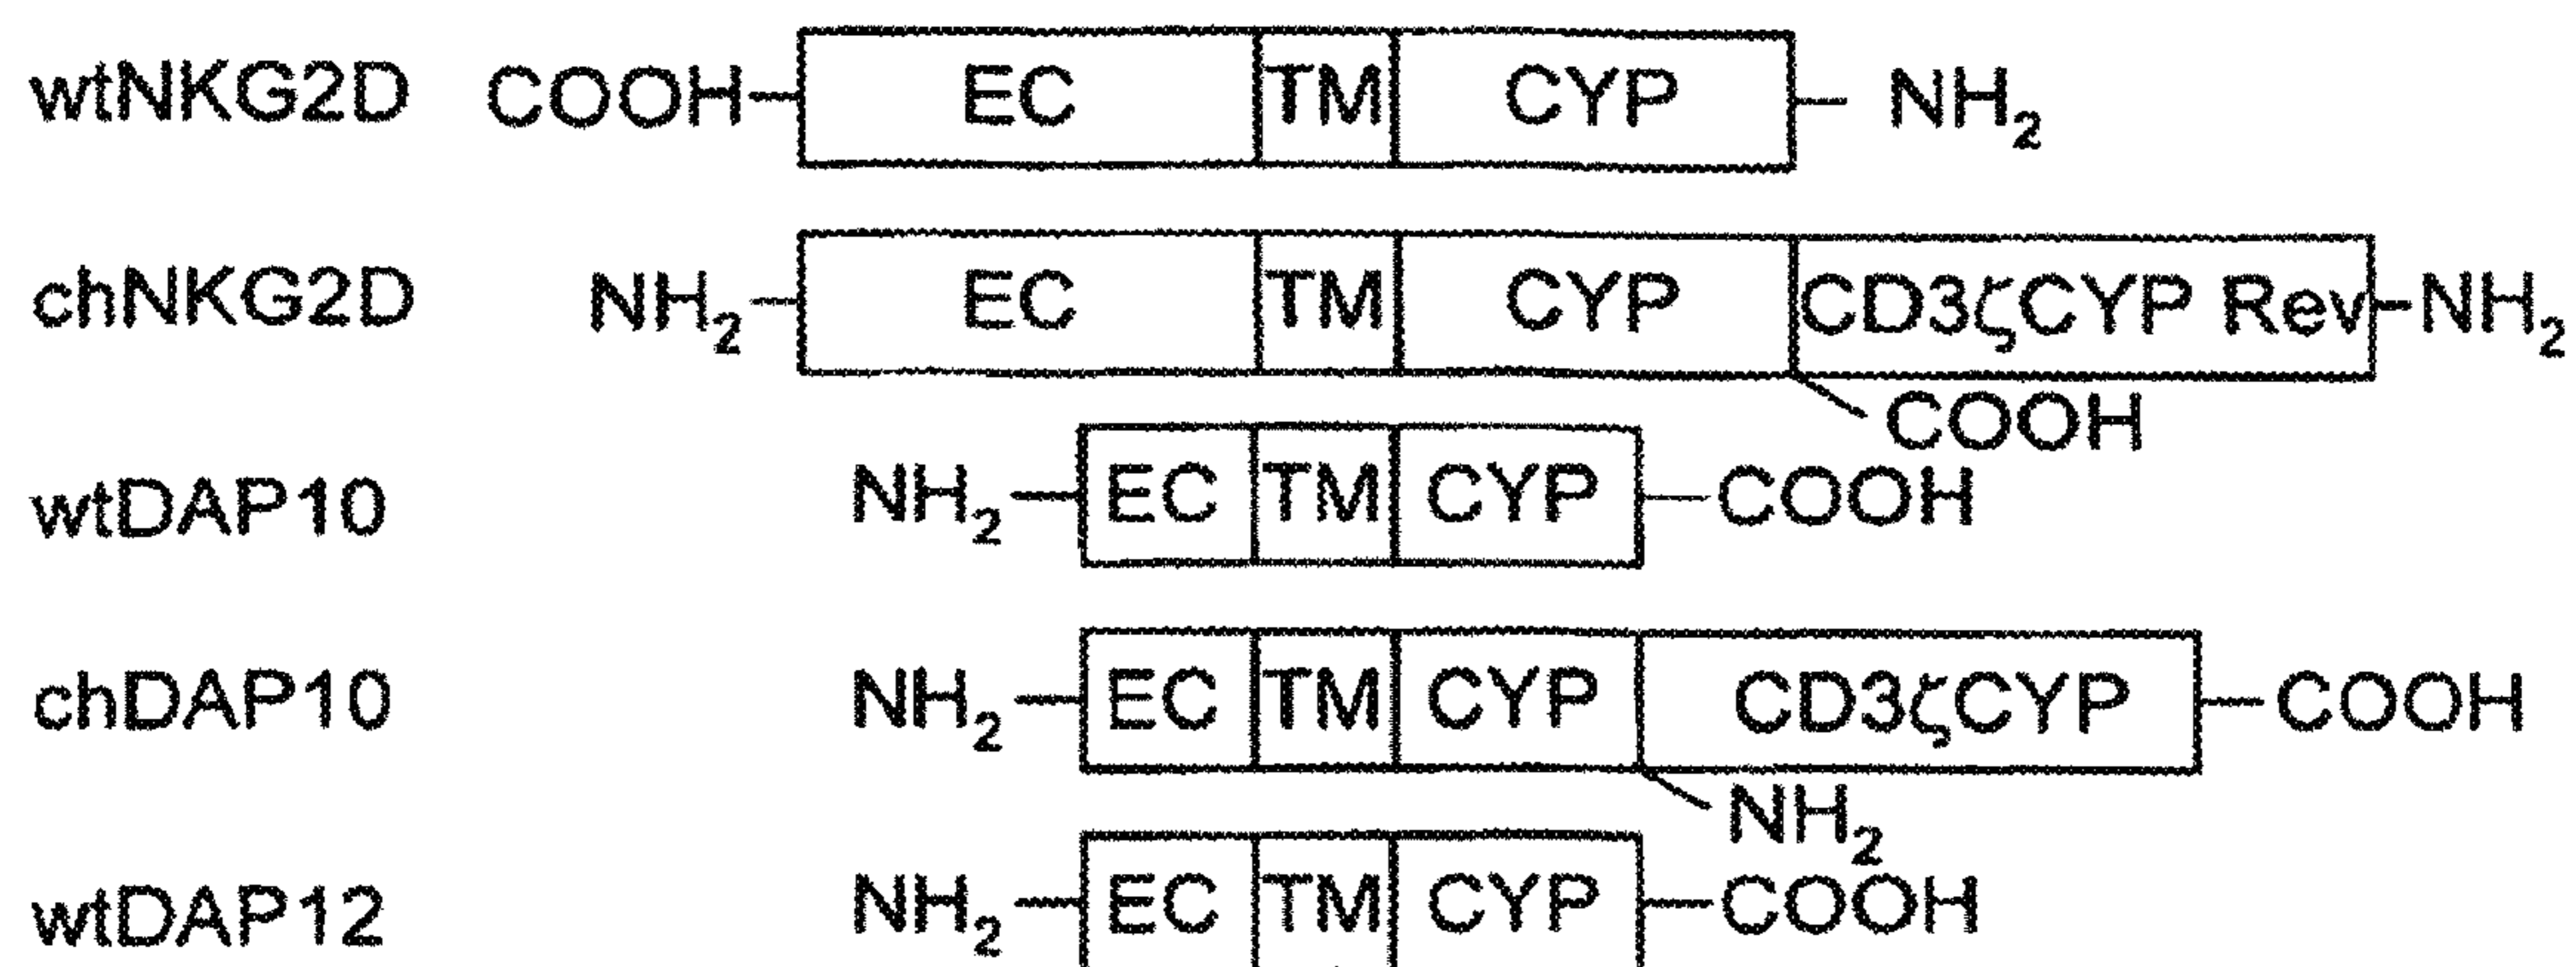 wtNKG2D COOH EC TM CYP NH₂
chNKG2D NH₂ EC TM CYP CD3ζCYP Rev NH₂
COOH
wtDAP10 NH₂ EC TM CYP COOH
chDAP10 NH₂ EC TM CYP CD3ζCYP COOH
NH₂
wtDAP12 NH₂ EC TM CYP COOH